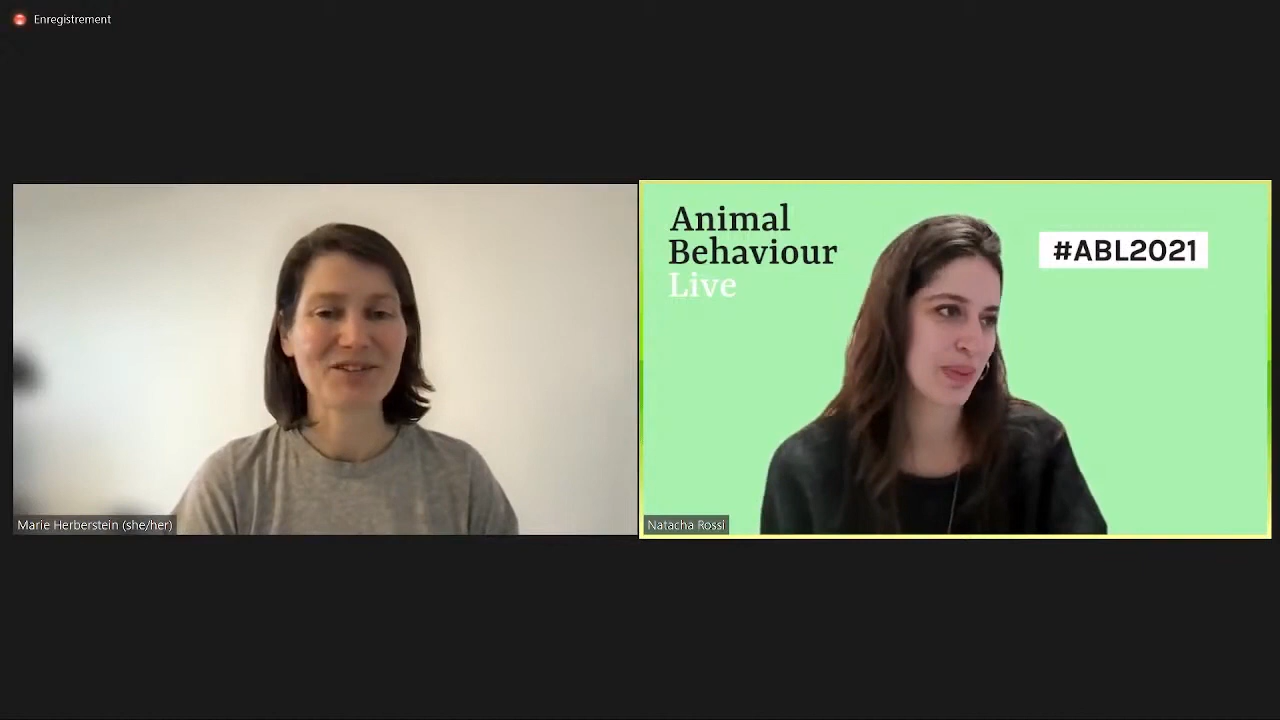 Enregistrement
Animal
Behaviour
Live
#ABL2021
Marie Herberstein (she/her)
Natacha Rossi